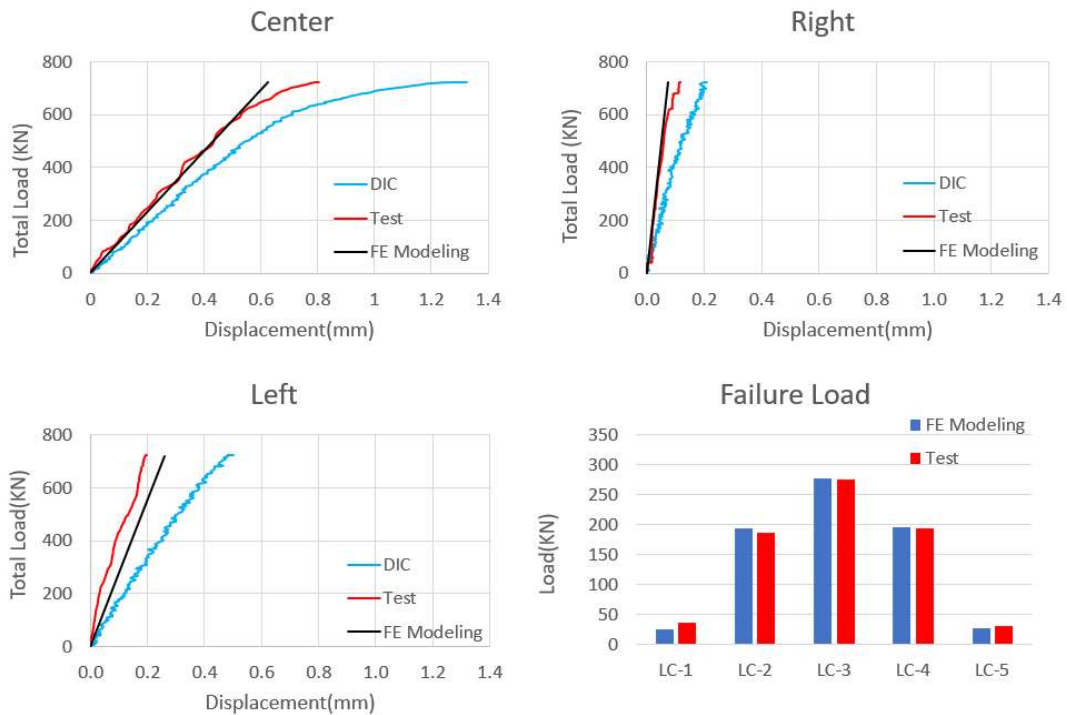 Center
Total Load (KN)
800
600
400
200
0
DIC
Test
FE Modeling
0 0.2 0.4 0.6 0.8 1 1.2 1.4
Displacement(mm)
Right
Total Load (KN)
800
600
400
200
0
DIC
Test
FE Modeling
0.0 0.2 0.4 0.6 0.8 1.0 1.2 1.4
Displacement(mm)
Left
Total Load(KN)
800
600
400
200
0
DIC
Test
FE Modeling
0.0 0.2 0.4 0.6 0.8 1.0 1.2 1.4
Displacement(mm)
Failure Load
FE Modeling
Test
Load(KN)
350
300
250
200
150
100
50
0
LC-1 LC-2 LC-3 LC-4 LC-5